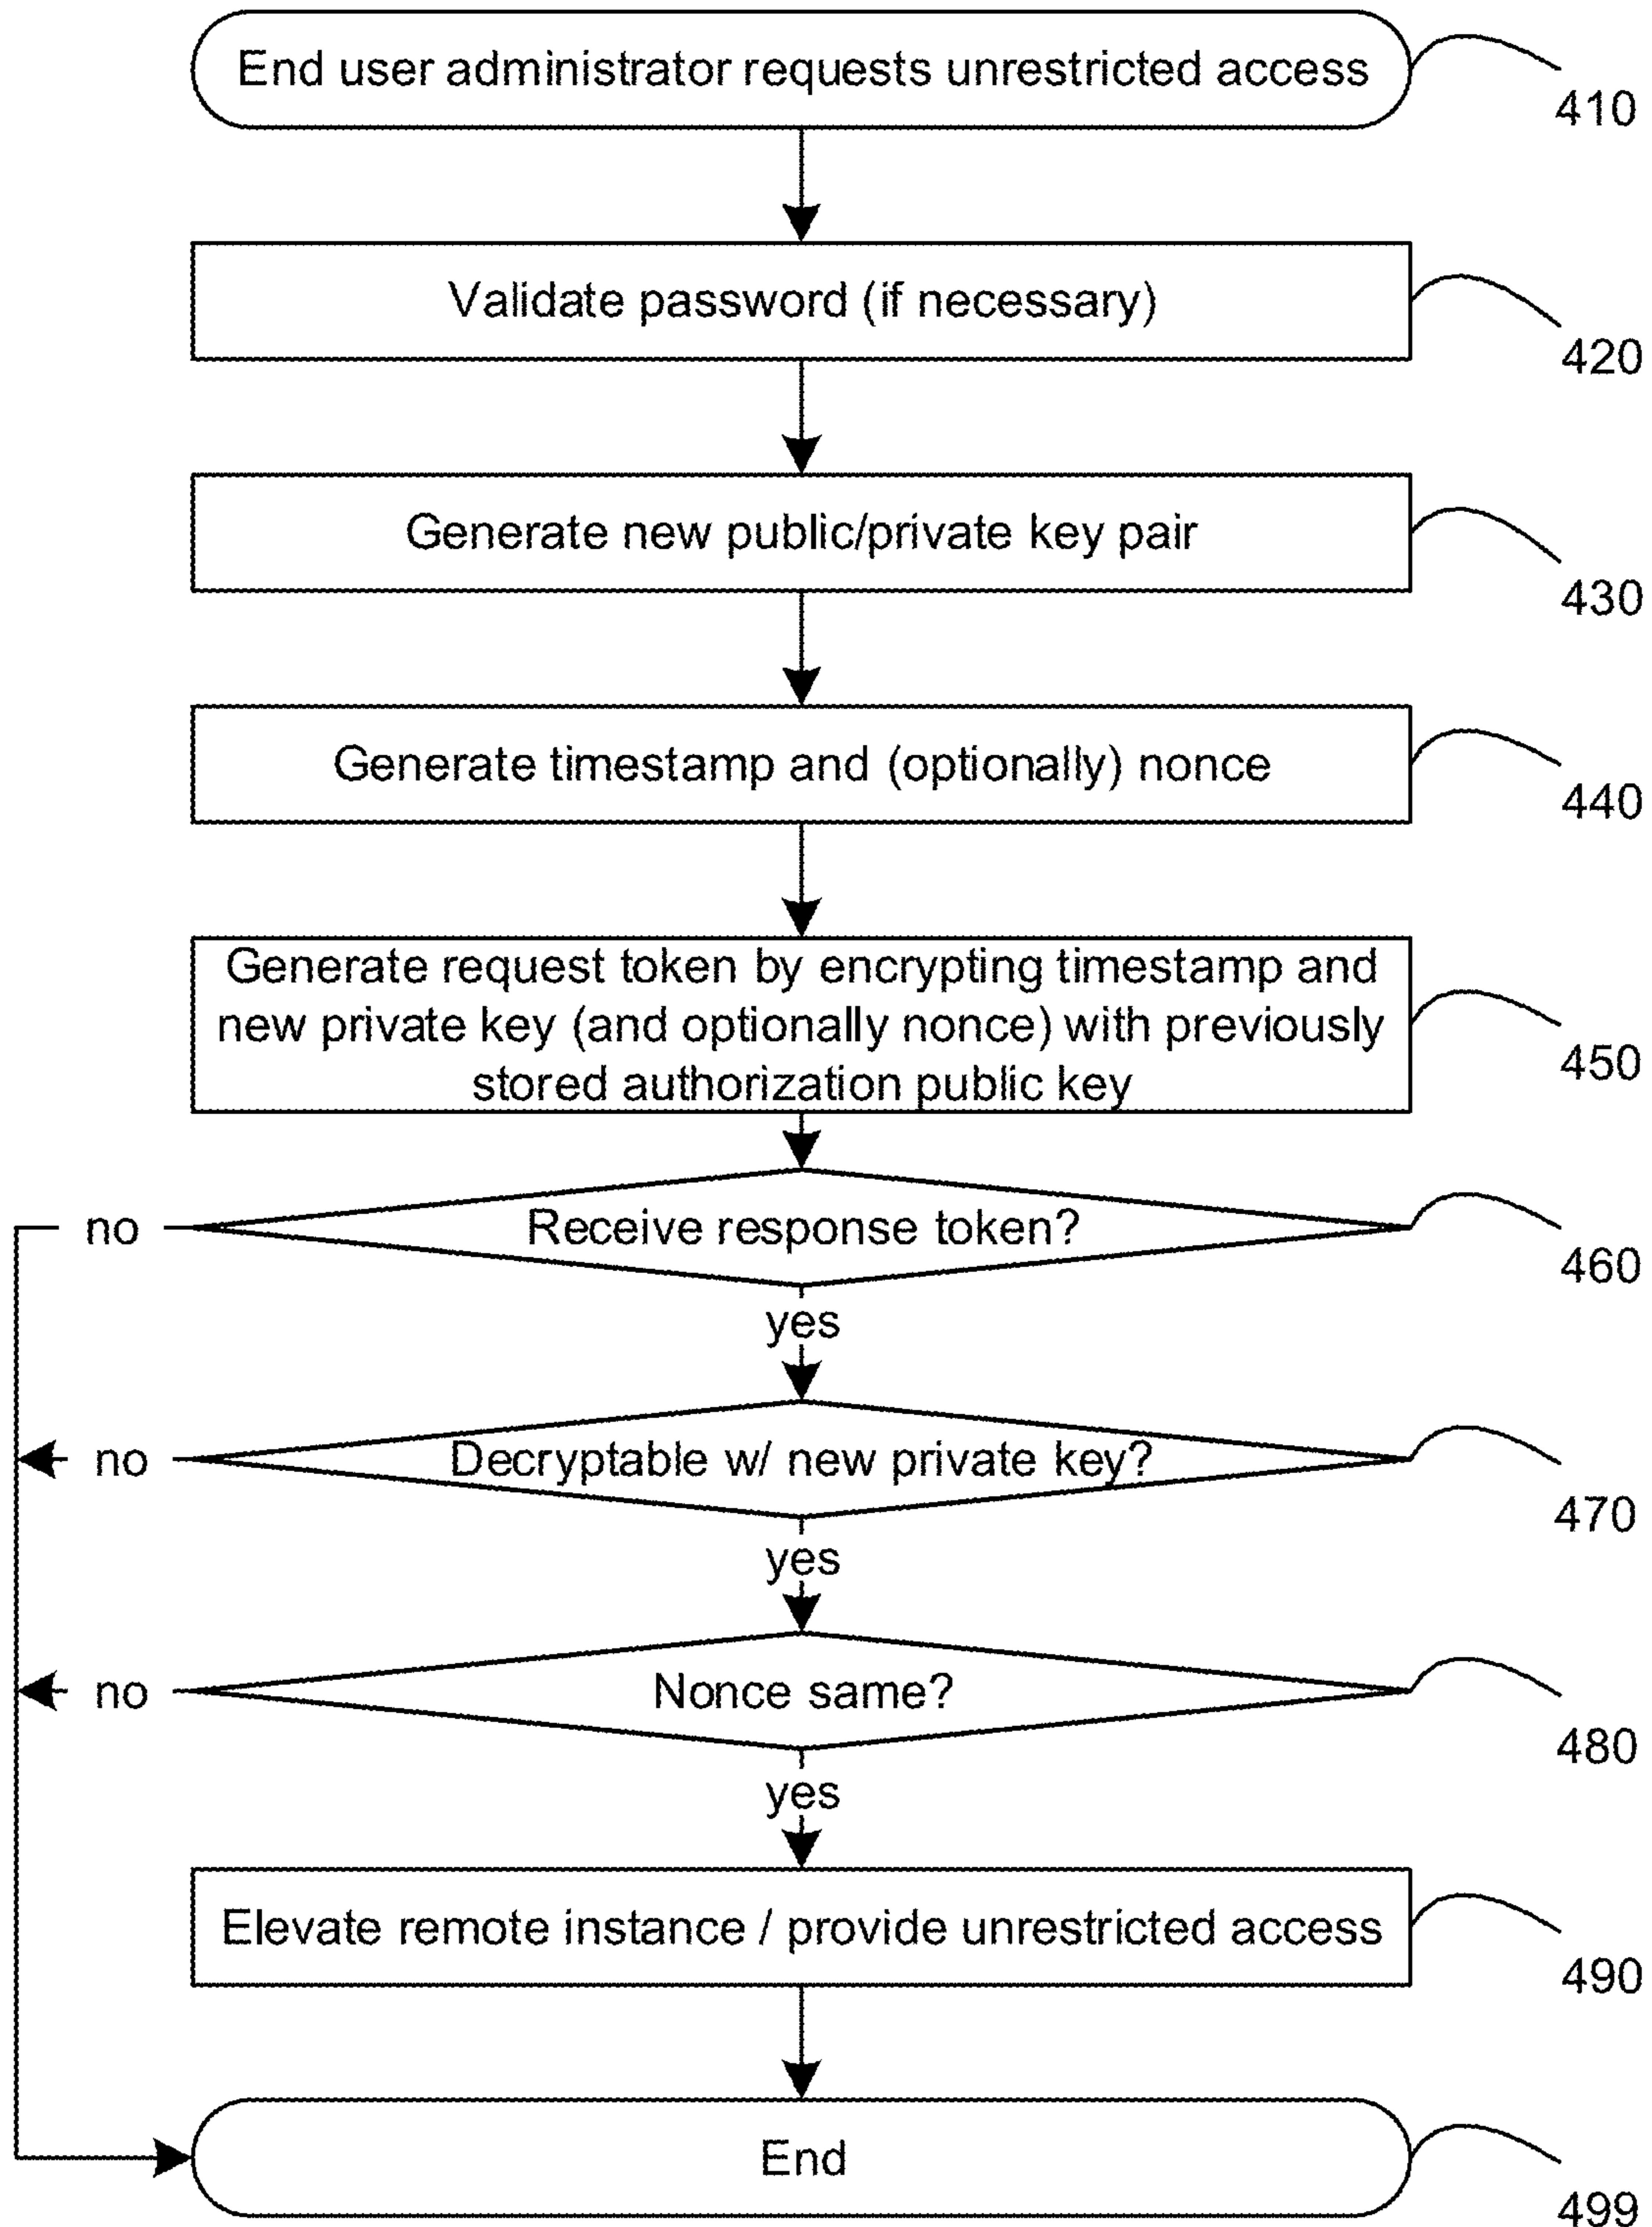 End user administrator requests unrestricted access
410
Validate password (if necessary)
420
Generate new public/private key pair
430
Generate timestamp and (optionally) nonce
440
Generate request token by encrypting timestamp and
new private key (and optionally nonce) with previously
stored authorization public key
450
no
Receive response token?
460
yes
no
Decryptable w/ new private key?
470
yes
no
Nonce same?
480
yes
Elevate remote instance / provide unrestricted access
490
End
499